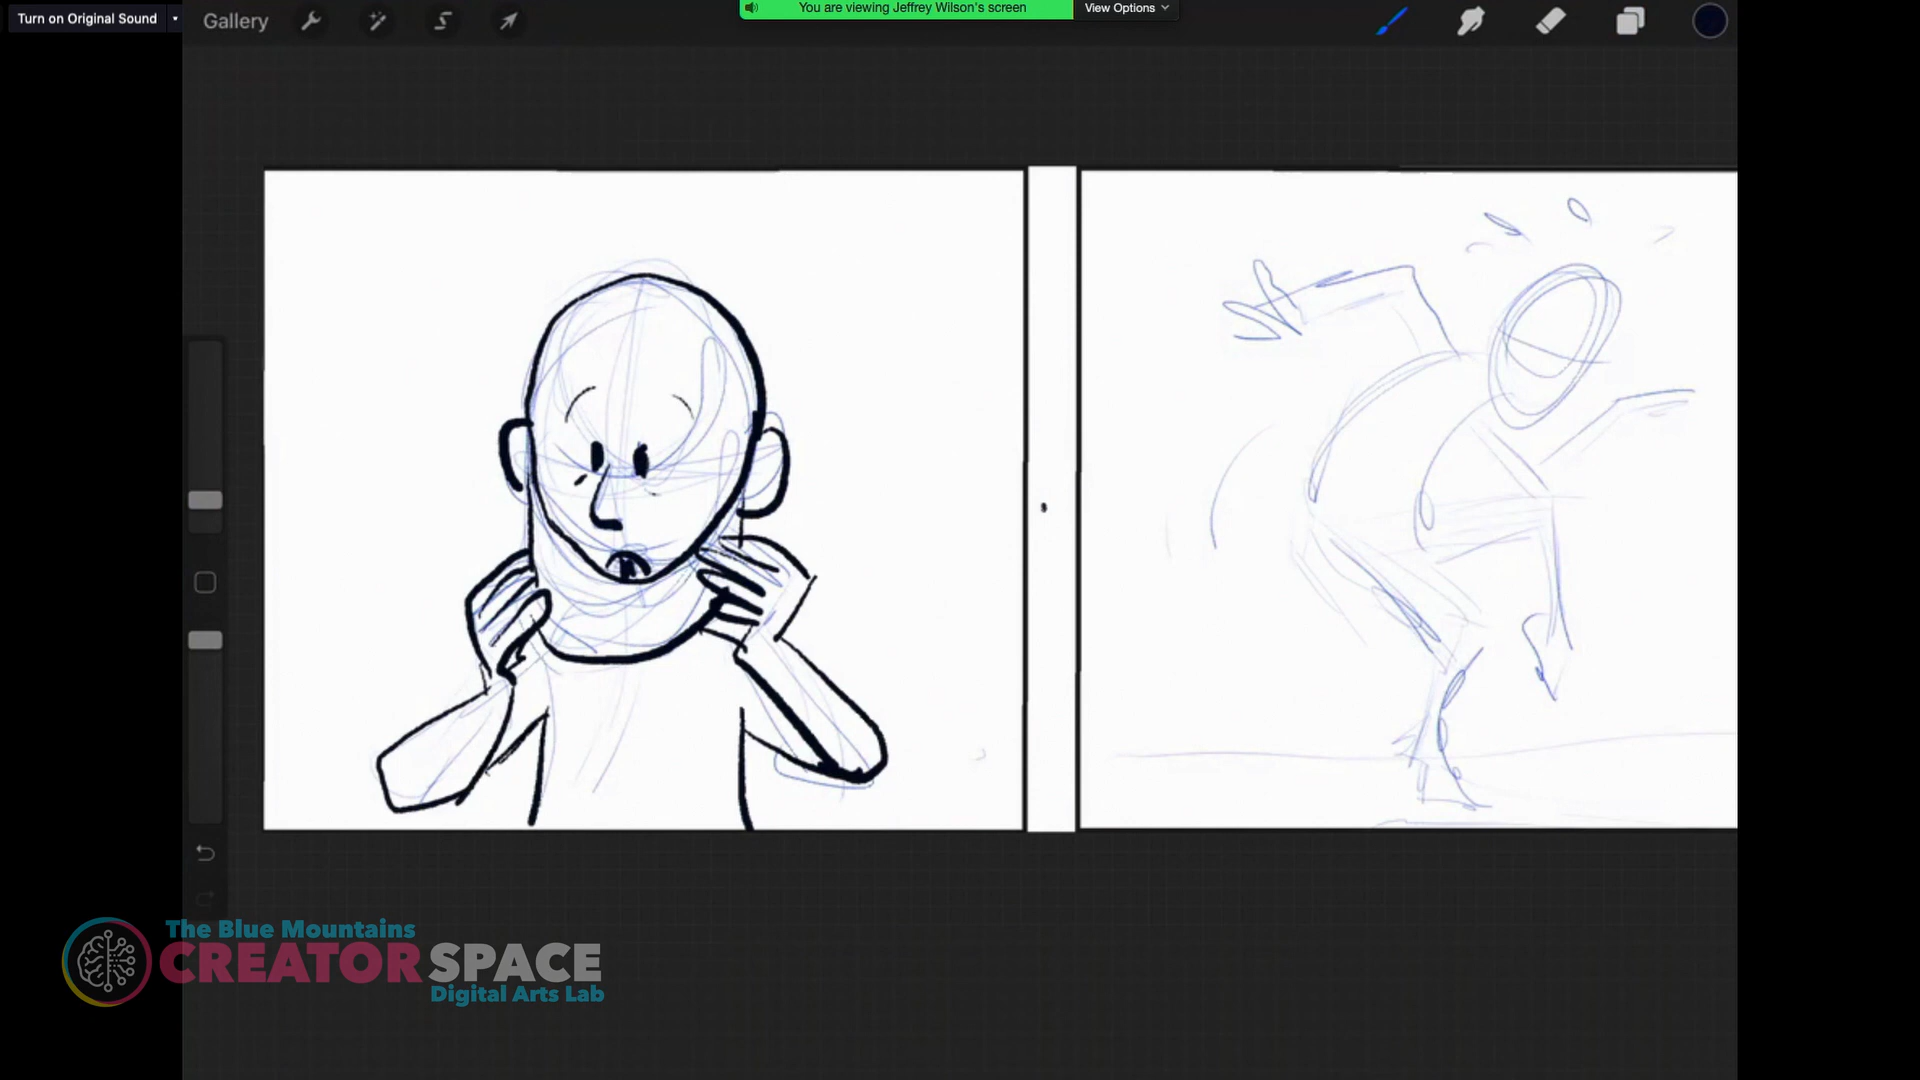 Turn on Original Sound
Gallery
You are viewing Jeffrey Wilson's screen
View Options
The Blue Mountains
CREATOR SPACE
Digital Arts Lab